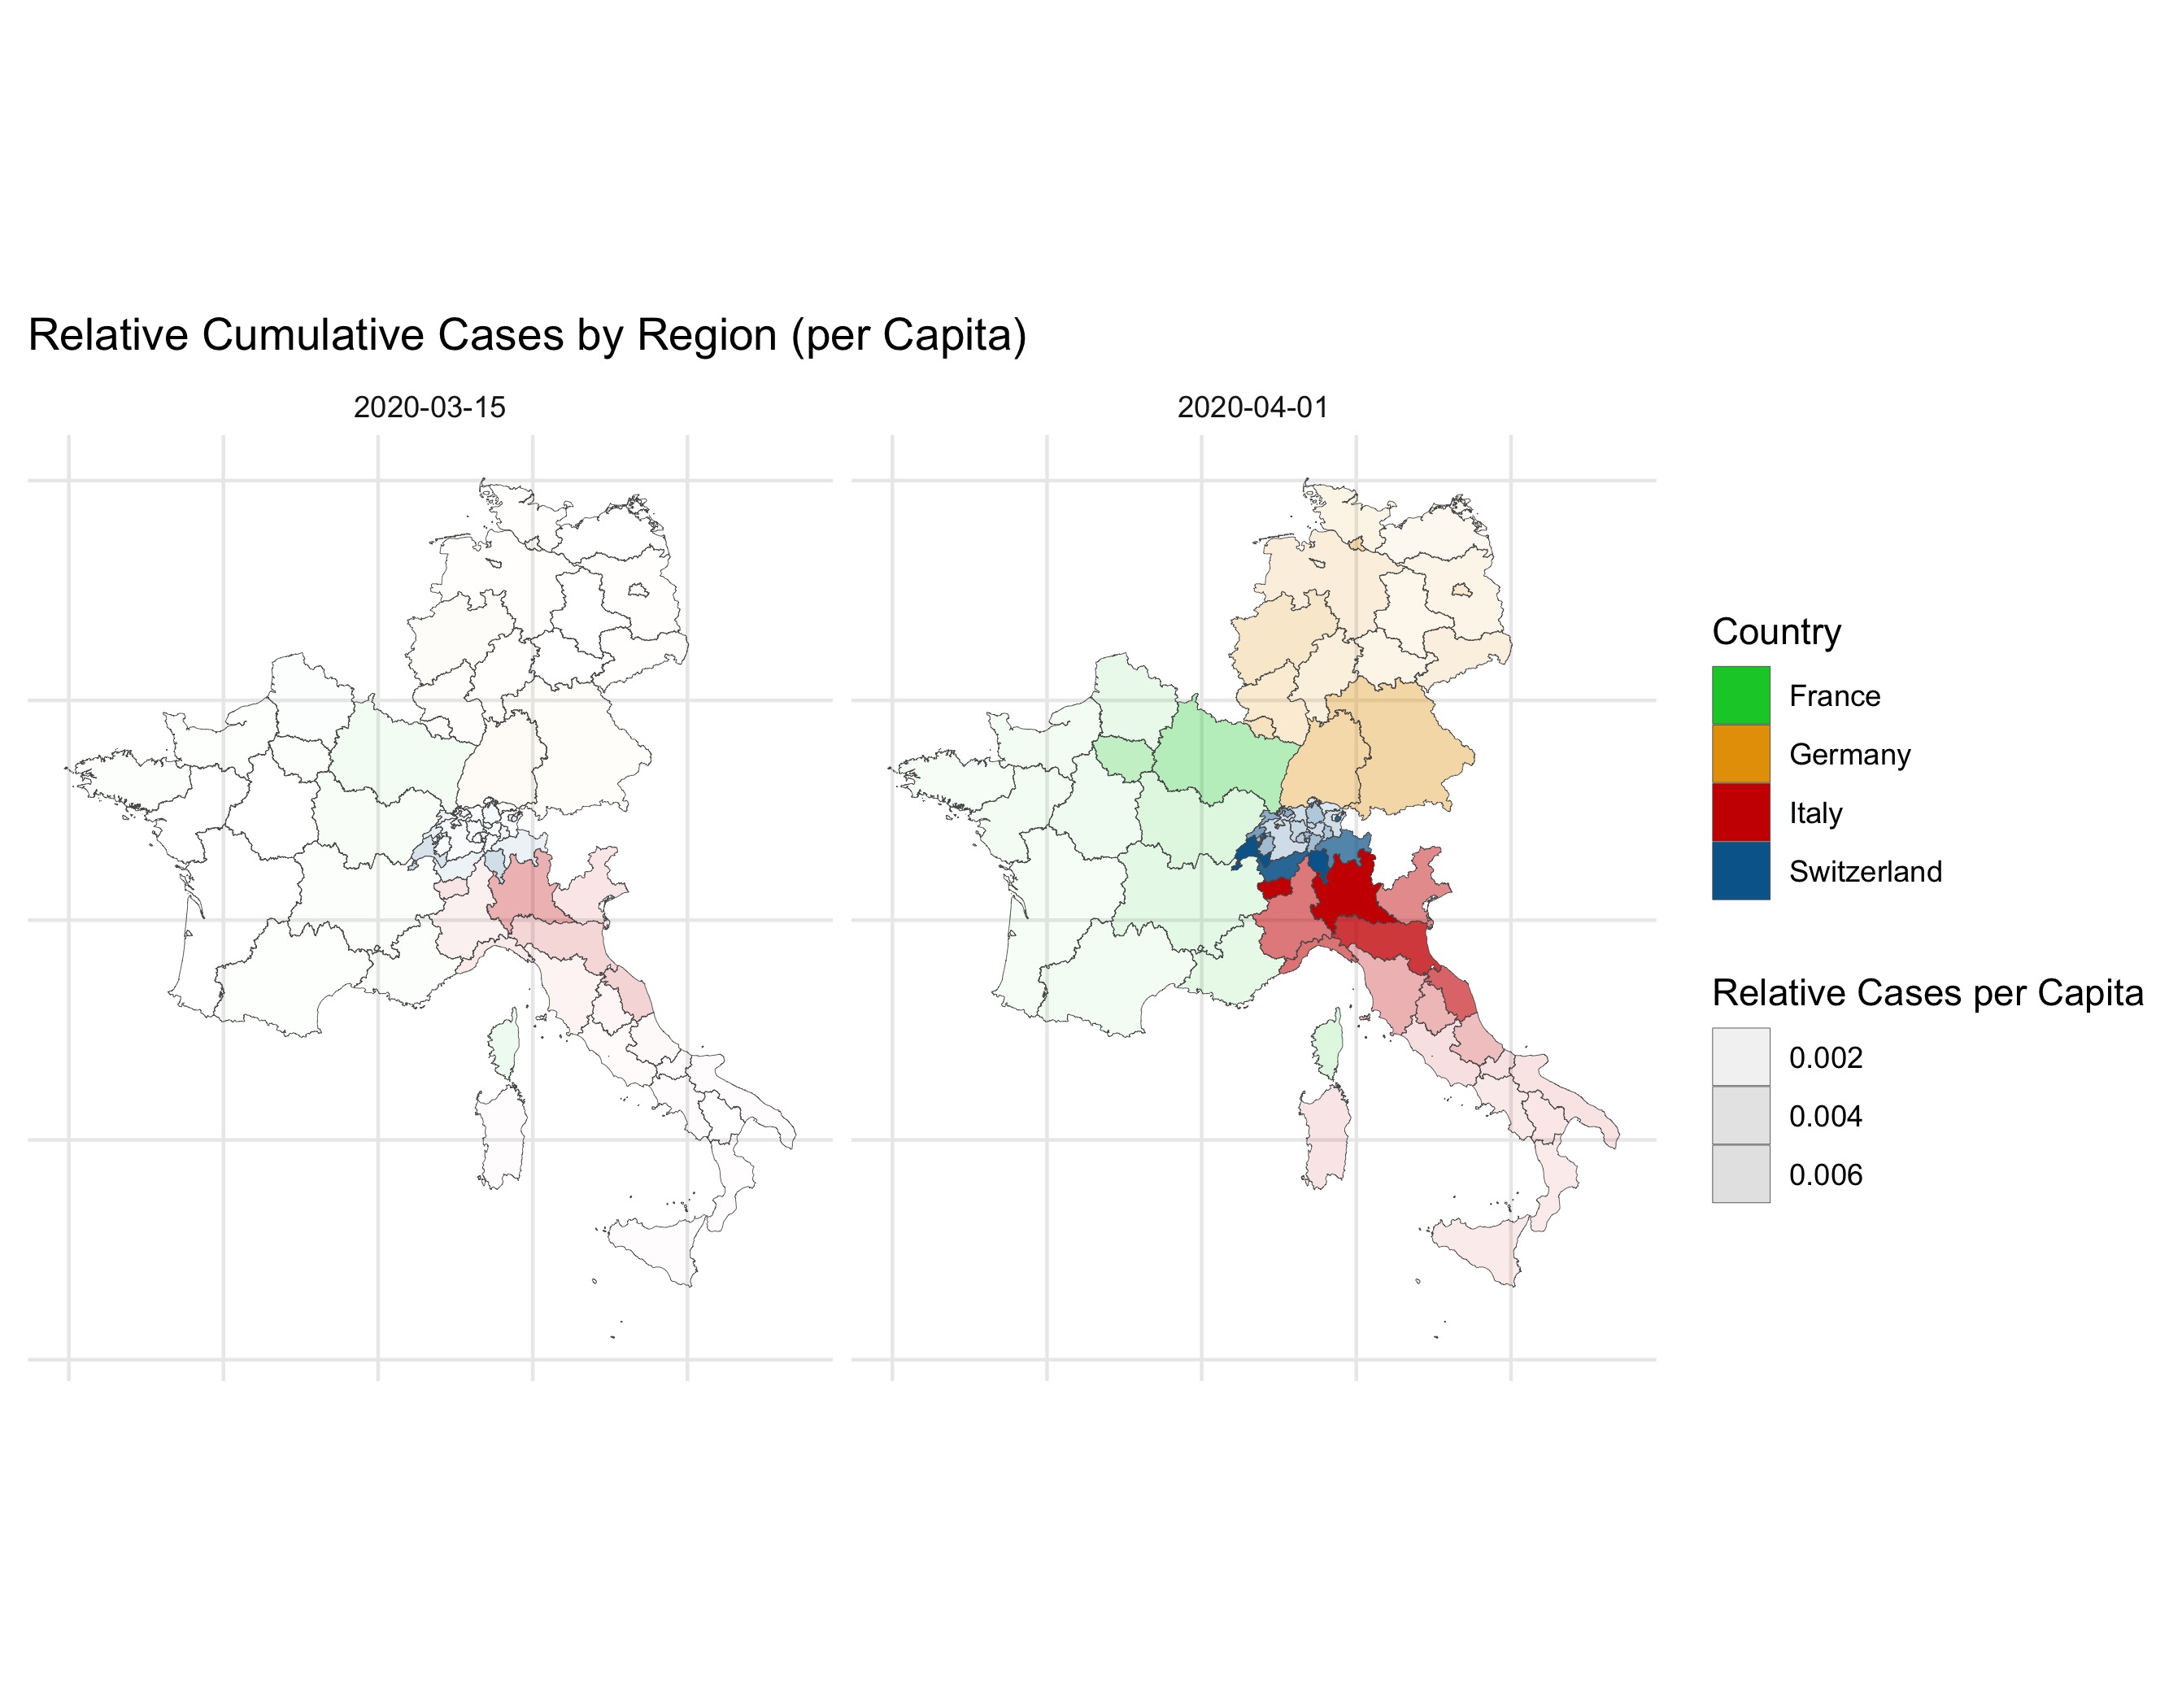 Relative Cumulative Cases by Region (per Capita)
2020-03-15
2020-04-01
Country
France
Germany
Italy
Switzerland
Relative Cases per Capita
0.002
0.004
0.006